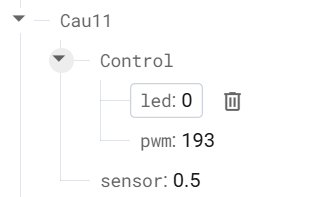 Cau11
Control
led: 0
pwm: 193
sensor: 0.5